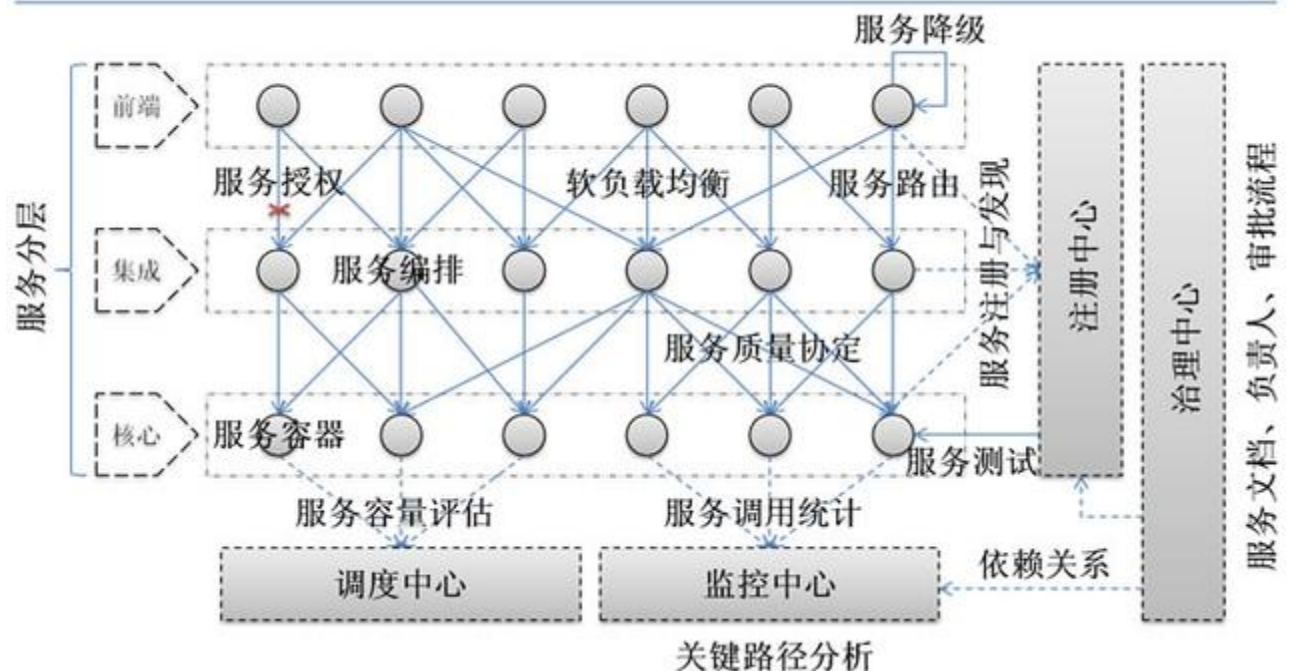 服务降级
前端
服务授权
软负载均衡
服务路由
服务分层
集成
服务编排
服务注册与发现
注册中心
治理中心
服务文档、负责人、审批流程
服务质量协定
核心
服务容器
服务测试
服务容量评估
服务调用统计
调度中心
监控中心
依赖关系
关键路径分析